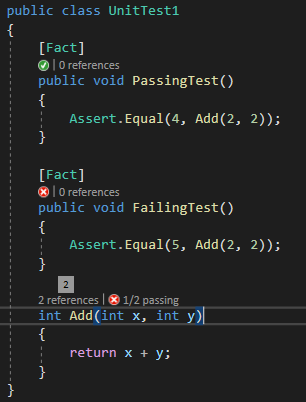 public class UnitTest1
{
[Fact]
| 0 references
public void PassingTest()
{
Assert.Equal(4, Add(2, 2));
}
[Fact]
| 0 references
public void FailingTest()
{
Assert.Equal(5, Add(2, 2));
}
2
2 references | 1/2 passing
int Add(int x, int y)
{
return x + y;
}
}